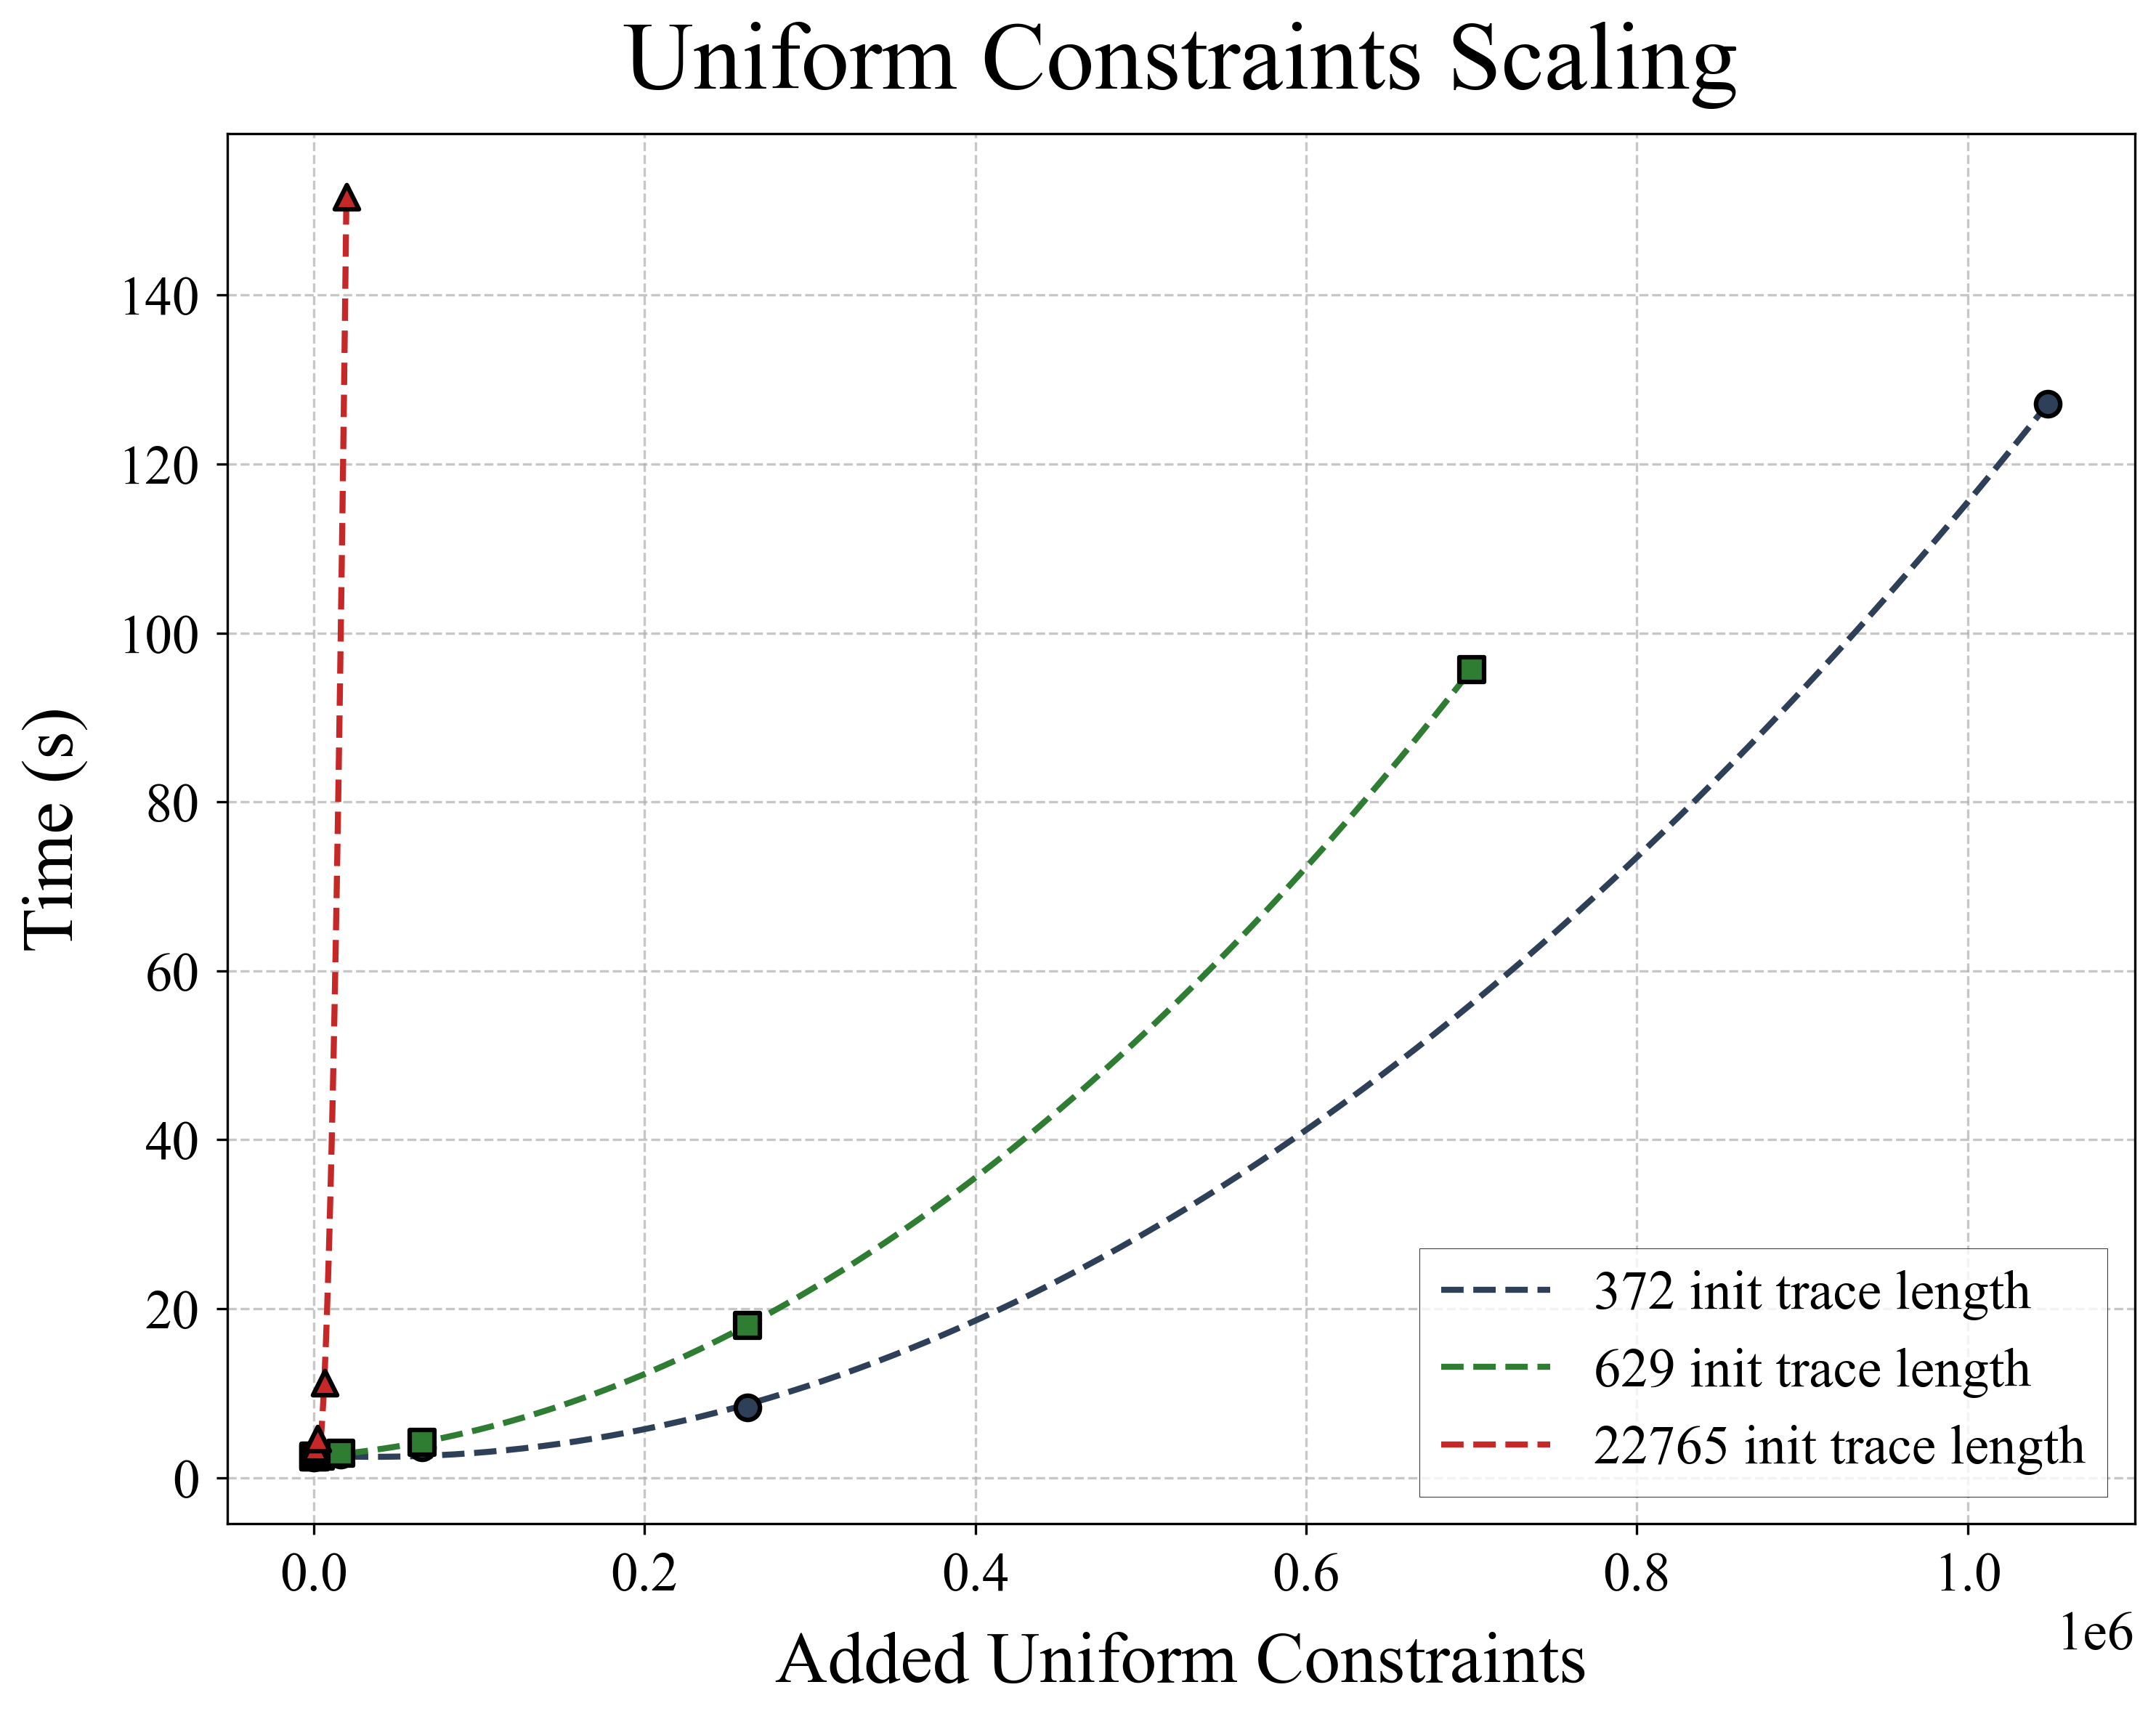 Uniform Constraints Scaling
Time (s)
140
120
100
80
60
40
20
0
0.0 0.2 0.4 0.6 0.8 1.0
1e6
Added Uniform Constraints
372 init trace length
629 init trace length
22765 init trace length